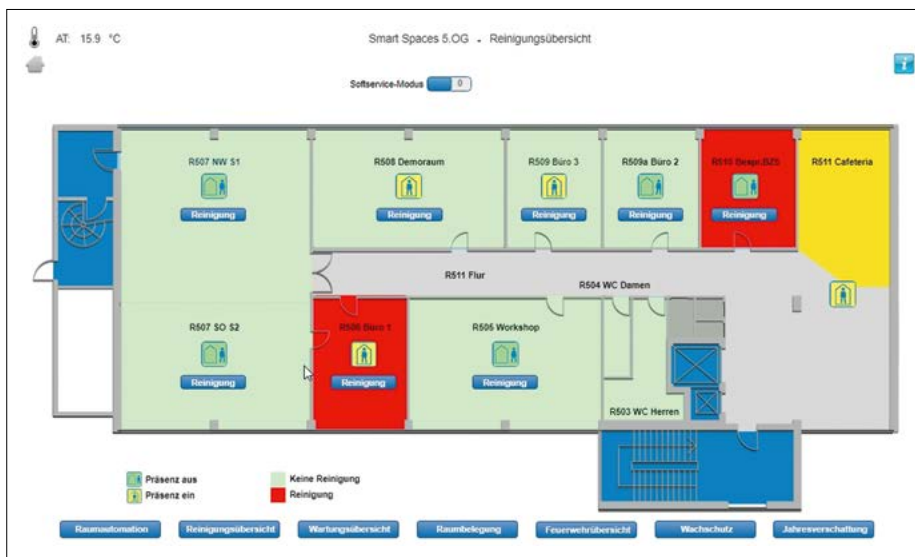 AT: 15.9 °C
Smart Spaces 5.OG - Reinigungsübersicht
Softservice-Modus 0
R507 NW S1
R508 Demoraum
R509 Büro 3
R509a Büro 2
R510 Bespr.BZ5
R511 Cafeteria
Reinigung
Reinigung
Reinigung
Reinigung
Reinigung
R511 Flur
R504 WC Damen
R507 SO S2
R506 Büro 1
R505 Workshop
Reinigung
Reinigung
Reinigung
R503 WC Herren
Präsenz aus
Keine Reinigung
Präsenz ein
Reinigung
Raumautomation
Reinigungsübersicht
Wartungsübersicht
Raumbelegung
Feuerwehrübersicht
Wachschutz
Jahresverschattung